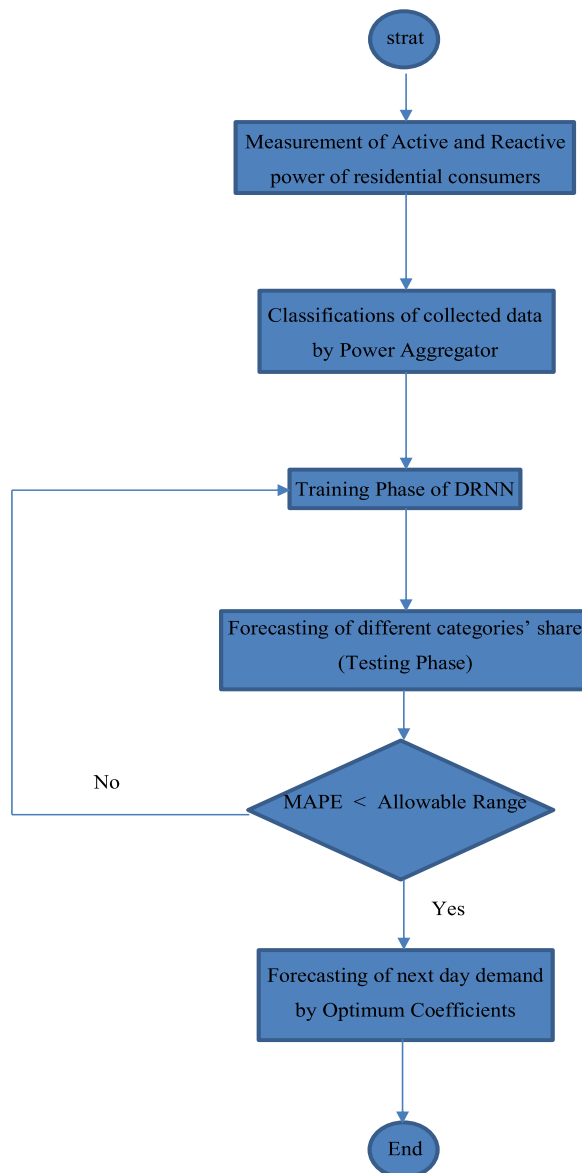 strat
Measurement of Active and Reactive
power of residential consumers
Classifications of collected data
by Power Aggregator
Training Phase of DRNN
Forecasting of different categories’ share
(Testing Phase)
No
MAPE < Allowable Range
Yes
Forecasting of next day demand
by Optimum Coefficients
End